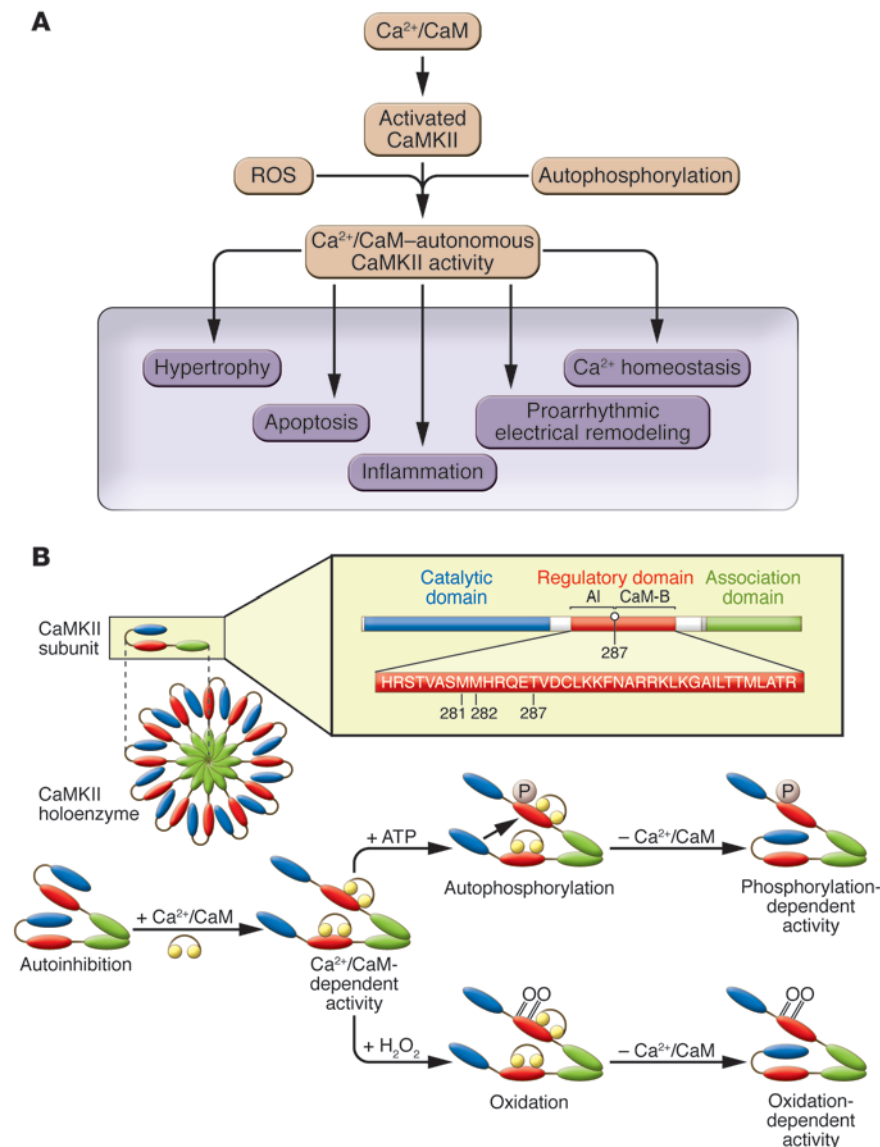 A
Ca²⁺/CaM
Activated
CaMKII
ROS
Autophosphorylation
Ca²⁺/CaM–autonomous
CaMKII activity
Hypertrophy
Ca²⁺ homeostasis
Apoptosis
Proarrhythmic
electrical remodeling
Inflammation
B
CaMKII
subunit
Catalytic
domain
Regulatory domain
Association
domain
AI
CaM-B
287
HRSTVASMMHRQETVDCLKKFNARRKLKGAILTTMLATR
281
282
287
CaMKII
holoenzyme
+ ATP
P
Autophosphorylation
– Ca²⁺/CaM
P
Phosphorylation-
dependent
activity
Autoinhibition
+ Ca²⁺/CaM
Ca²⁺/CaM-
dependent
activity
+ H₂O₂
OO
Oxidation
– Ca²⁺/CaM
OO
Oxidation-
dependent
activity